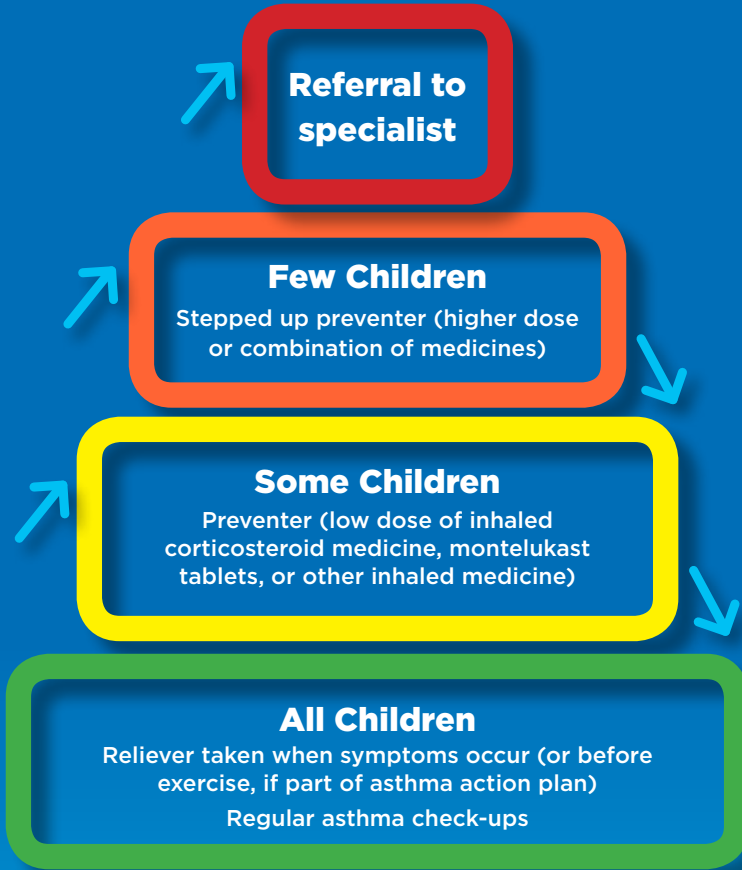 Referral to
specialist
Few Children
Stepped up preventer (higher dose
or combination of medicines)
Some Children
Preventer (low dose of inhaled
corticosteroid medicine, montelukast
tablets, or other inhaled medicine)
All Children
Reliever taken when symptoms occur (or before
exercise, if part of asthma action plan)
Regular asthma check-ups